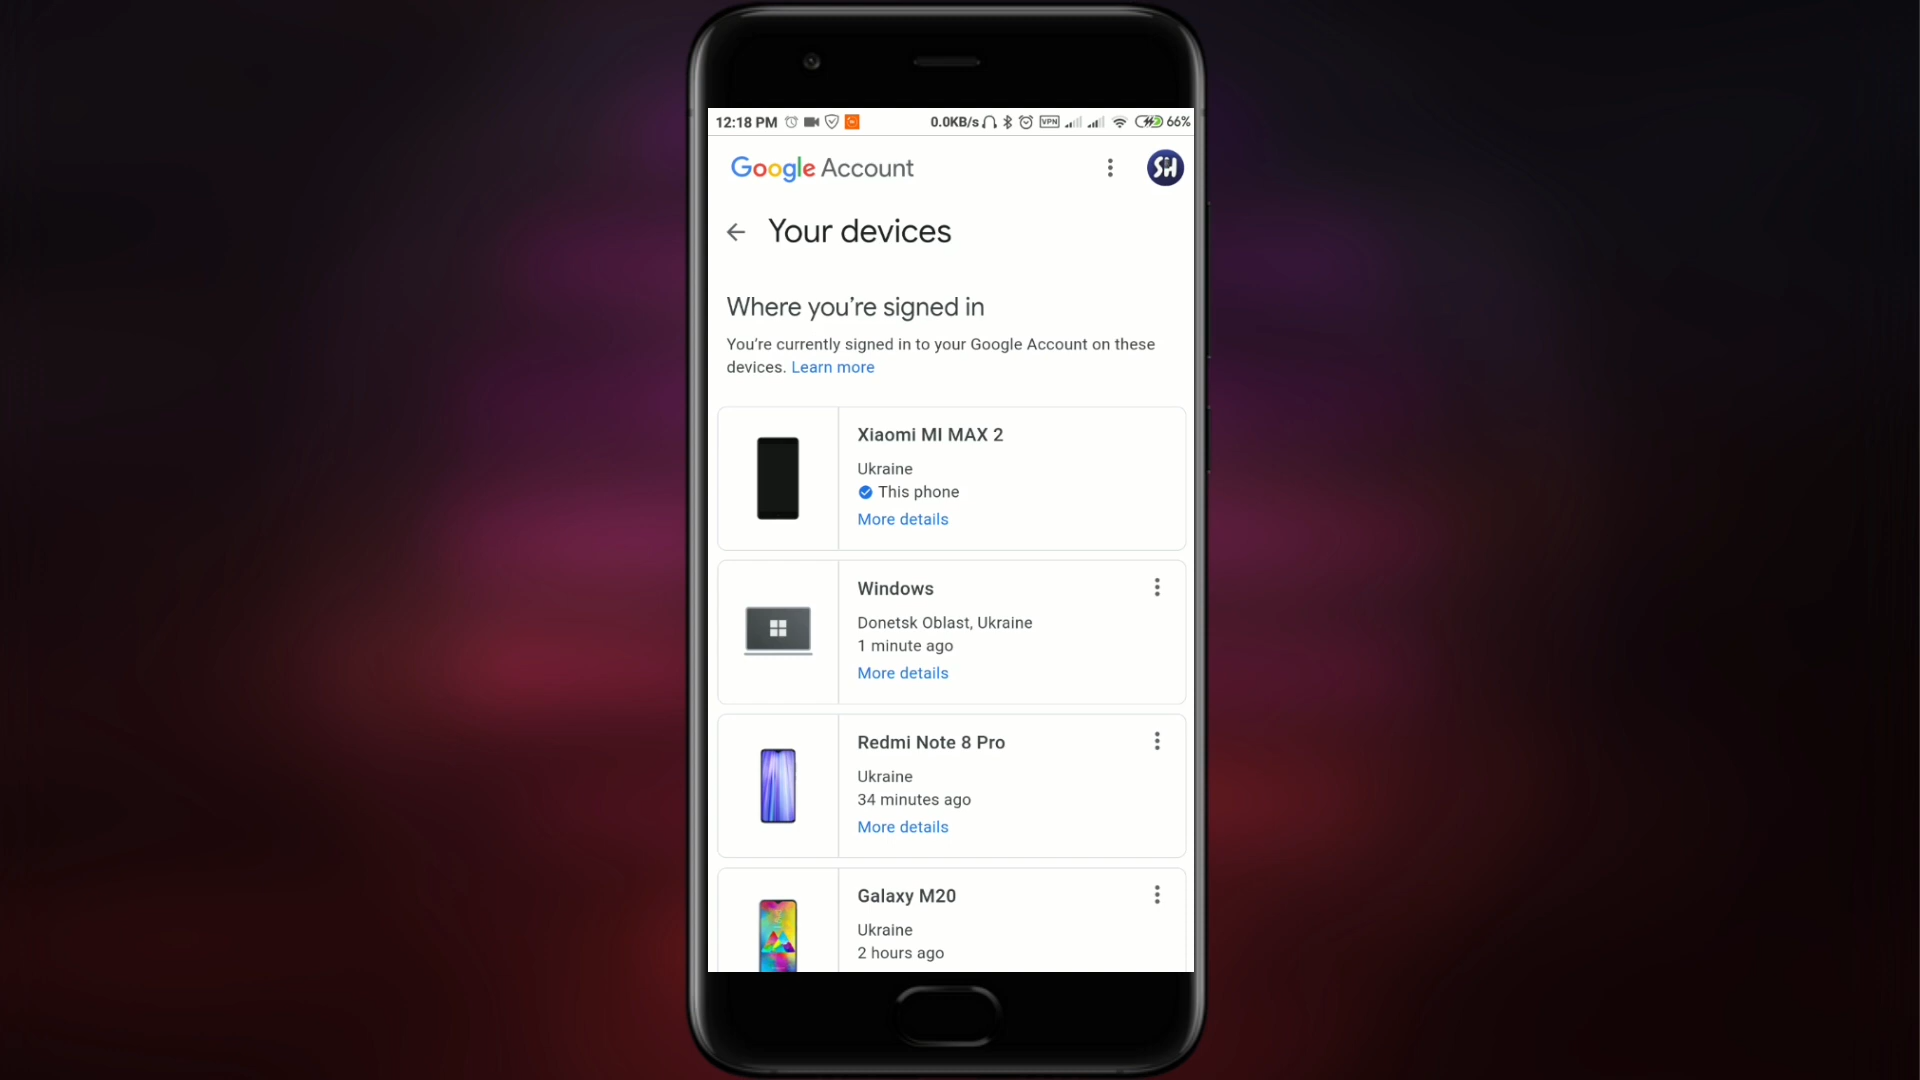 12:18 PM 0.0KB/s VPN 66%
Google Account
SH
Your devices
Where you’re signed in
You’re currently signed in to your Google Account on these
devices. Learn more
Xiaomi MI MAX 2
Ukraine
This phone
More details
Windows
Donetsk Oblast, Ukraine
1 minute ago
More details
Redmi Note 8 Pro
Ukraine
34 minutes ago
More details
Galaxy M20
Ukraine
2 hours ago